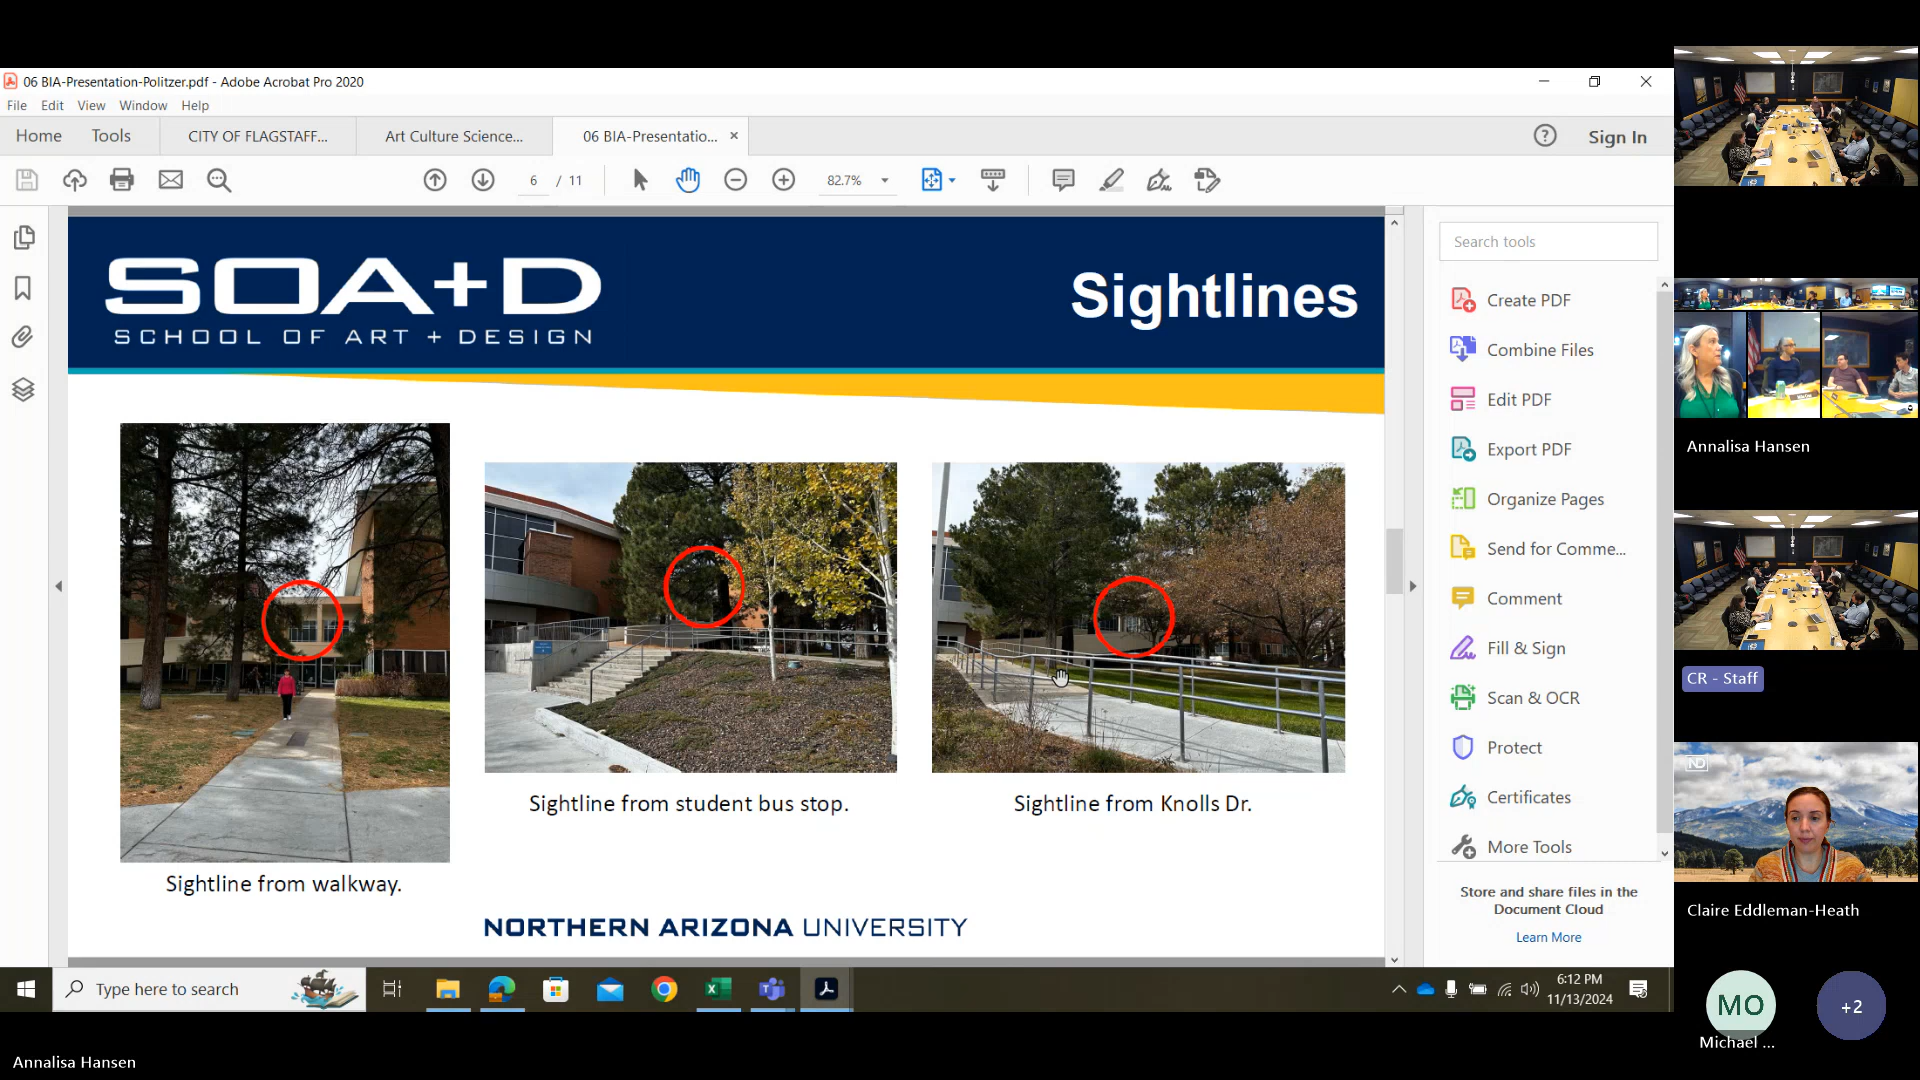 06 BIA-Presentation-Politzer.pdf - Adobe Acrobat Pro 2020
File Edit View Window Help
Home Tools CITY OF FLAGSTAFF... Art Culture Science... 06 BIA-Presentatio... Sign In
6 / 11 82.7%
SOA+D
SCHOOL OF ART + DESIGN
Sightlines
Sightline from walkway.
Sightline from student bus stop.
Sightline from Knolls Dr.
NORTHERN ARIZONA UNIVERSITY
Search tools
Create PDF
Combine Files
Edit PDF
Export PDF
Organize Pages
Send for Comme...
Comment
Fill & Sign
Scan & OCR
Protect
Certificates
More Tools
Store and share files in the
Document Cloud
Learn More
Type here to search
6:12 PM
11/13/2024
Annalisa Hansen
CR - Staff
ND
Claire Eddleman-Heath
MO
Michael ...
+2
Annalisa Hansen